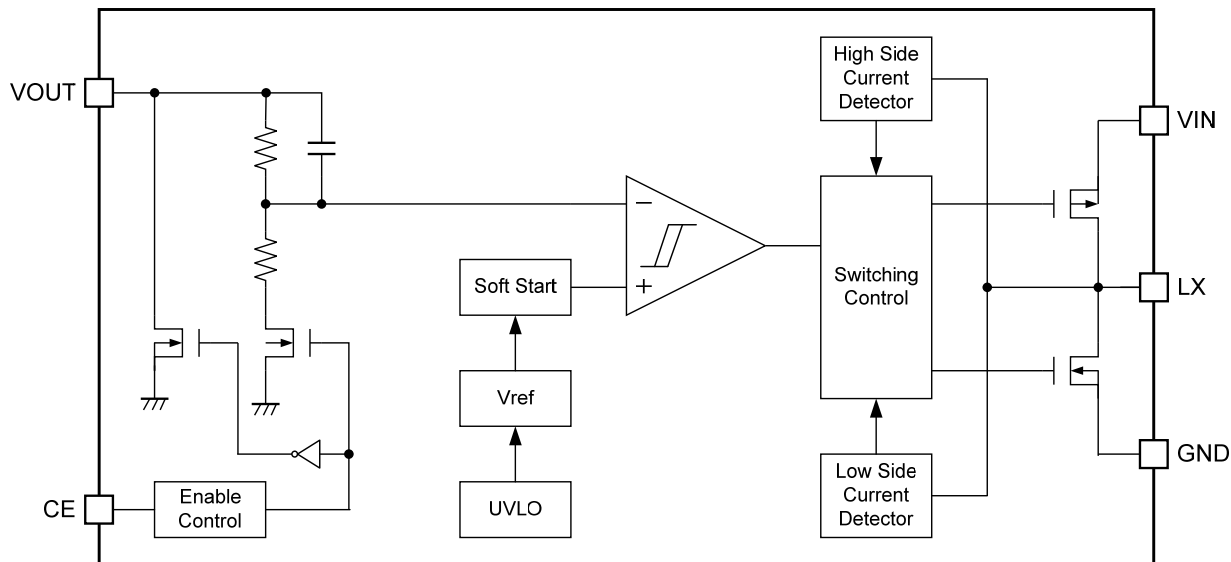 High Side
Current
Detector
VOUT
VIN
Soft Start
Switching
Control
LX
Vref
GND
Low Side
Current
Detector
CE
Enable
Control
UVLO